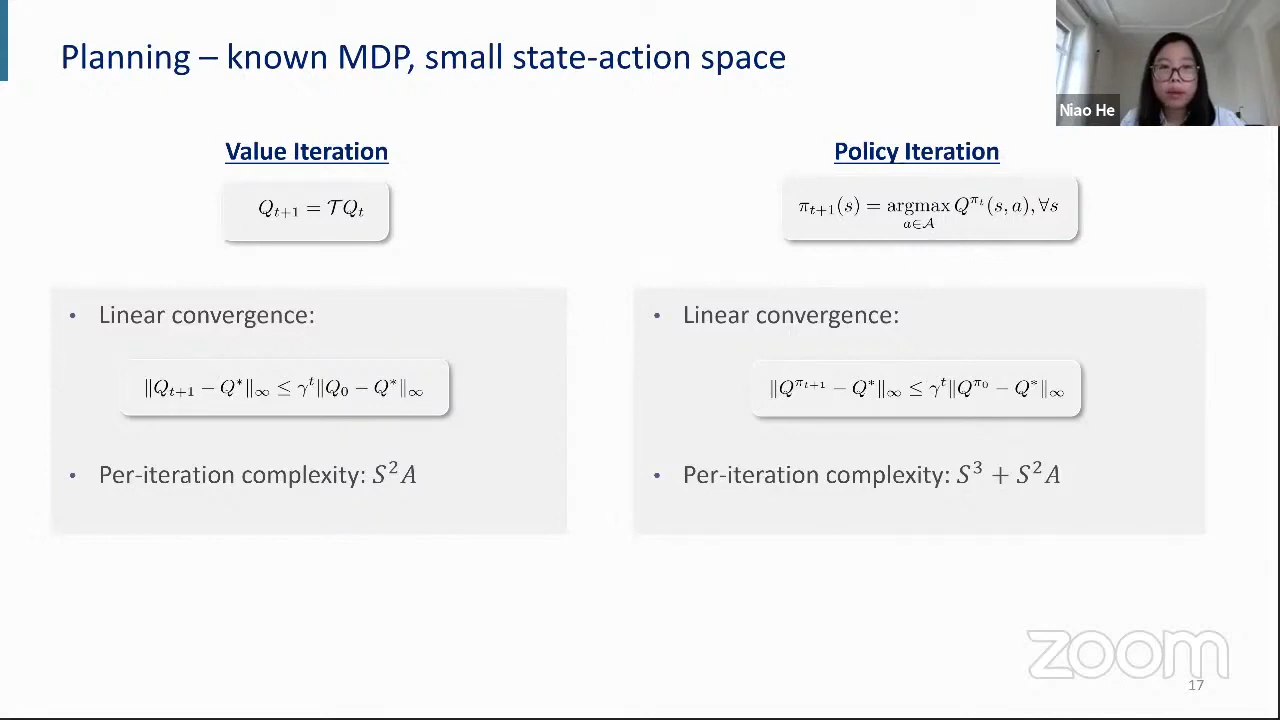 Planning – known MDP, small state-action space
Niao He
Value Iteration
Q_{t+1} = 𝒯Q_t
• Linear convergence:
‖Q_{t+1} − Q*‖_∞ ≤ γ^t‖Q_0 − Q*‖_∞
• Per-iteration complexity: S²A
Policy Iteration
π_{t+1}(s) = argmax_{a∈𝒜} Q^{π_t}(s, a), ∀s
• Linear convergence:
‖Q^{π_{t+1}} − Q*‖_∞ ≤ γ^t‖Q^{π_0} − Q*‖_∞
• Per-iteration complexity: S³ + S²A
zoom
17